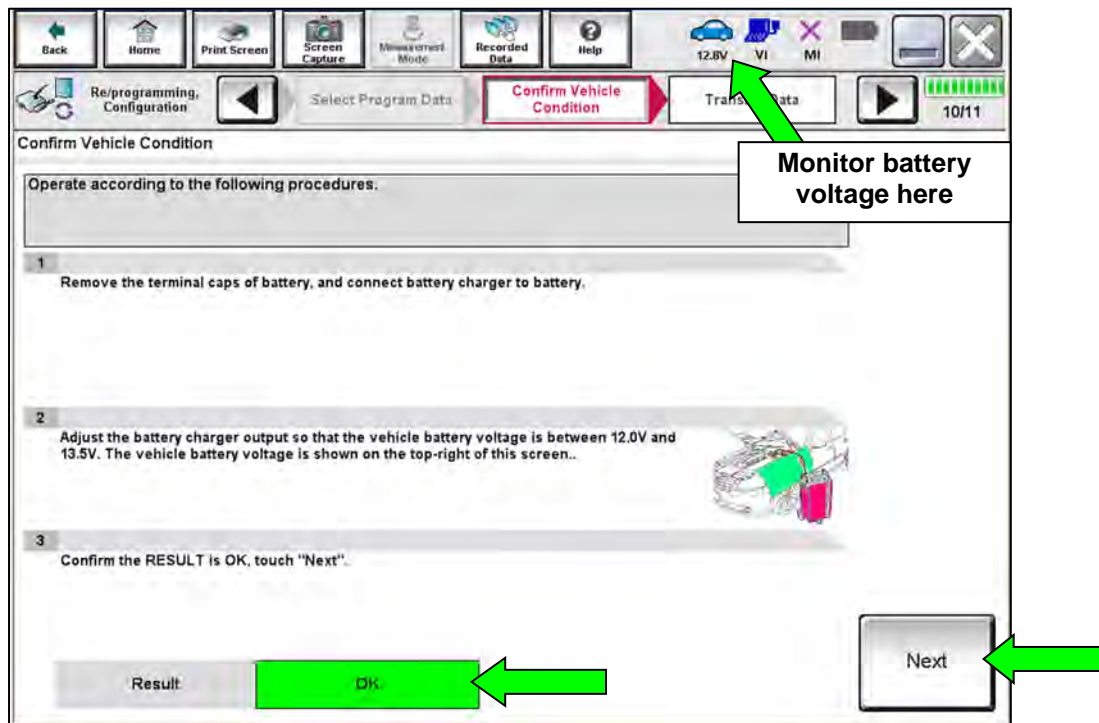 Back
Home
Print Screen
Screen
Capture
Measurement
Mode
Recorded
Data
Help
12.8V
VI
MI
Re/programming,
Configuration
Select Program Data
Confirm Vehicle
Condition
10/11
Confirm Vehicle Condition
Monitor battery
voltage here
Operate according to the following procedures.
1
Remove the terminal caps of battery, and connect battery charger to battery.
2
Adjust the battery charger output so that the vehicle battery voltage is between 12.0V and
13.5V. The vehicle battery voltage is shown on the top-right of this screen..
3
Confirm the RESULT is OK, touch "Next".
Result
OK
Next